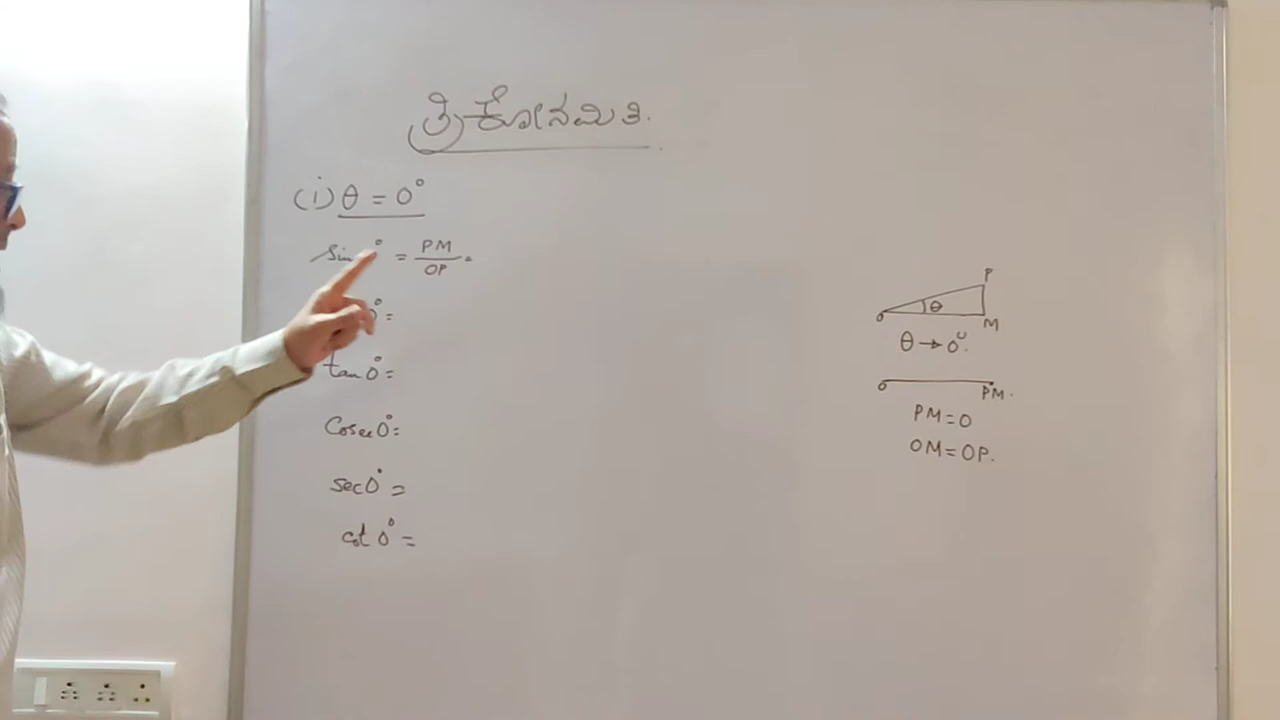 ತ್ರಿಕೋನಮಿತಿ.
(i) θ = 0°
sin ° = PM/OP =
0° =
tan 0° =
Cosec 0° =
sec 0° =
cot 0° =
P
θ
O
M
θ → 0°.
O
PM.
PM = 0
OM = OP.